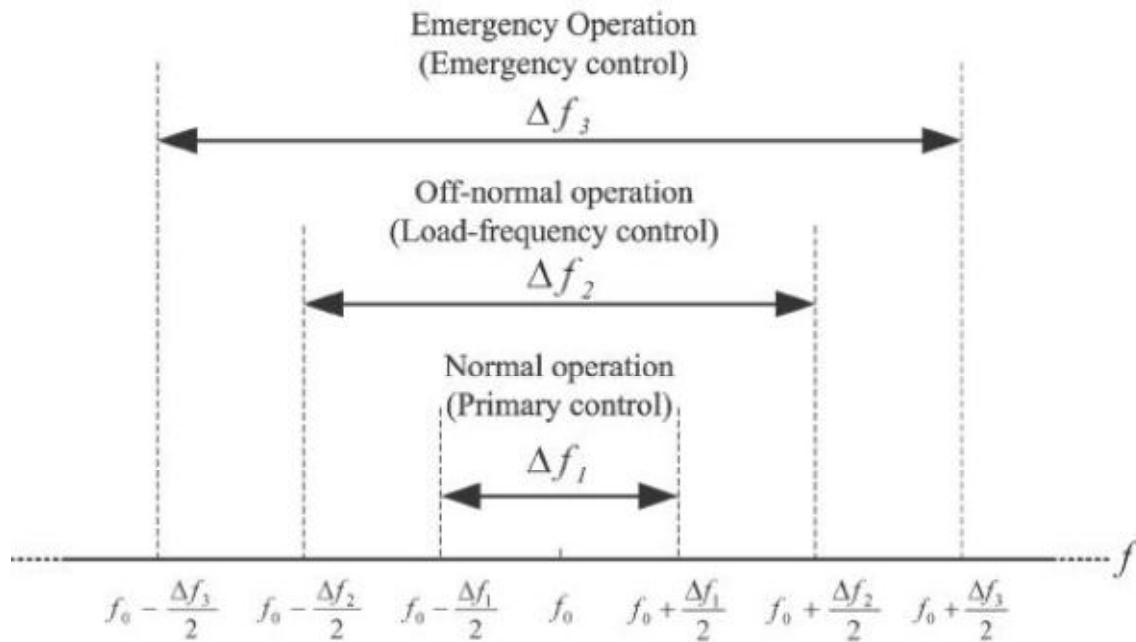 Emergency Operation
(Emergency control)
Δf₃
Off-normal operation
(Load-frequency control)
Δf₂
Normal operation
(Primary control)
Δf₁
f
f₀ − Δf₃/2 f₀ − Δf₂/2 f₀ − Δf₁/2 f₀ f₀ + Δf₁/2 f₀ + Δf₂/2 f₀ + Δf₃/2